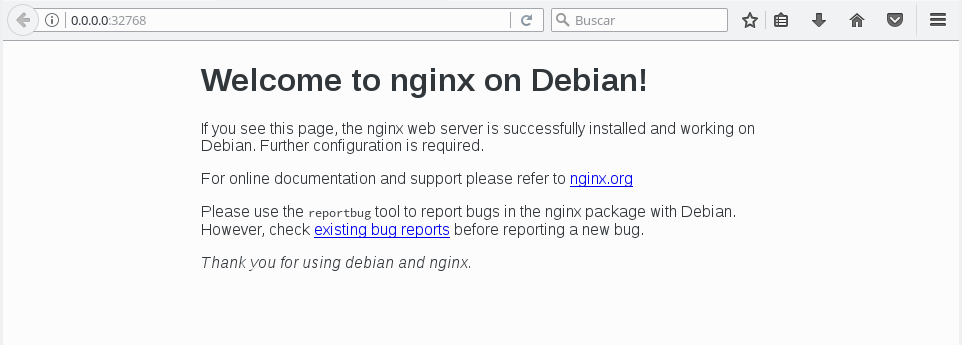 0.0.0.0:32768
Buscar
Welcome to nginx on Debian!
If you see this page, the nginx web server is successfully installed and working on
Debian. Further configuration is required.
For online documentation and support please refer to nginx.org
Please use the reportbug tool to report bugs in the nginx package with Debian.
However, check existing bug reports before reporting a new bug.
Thank you for using debian and nginx.